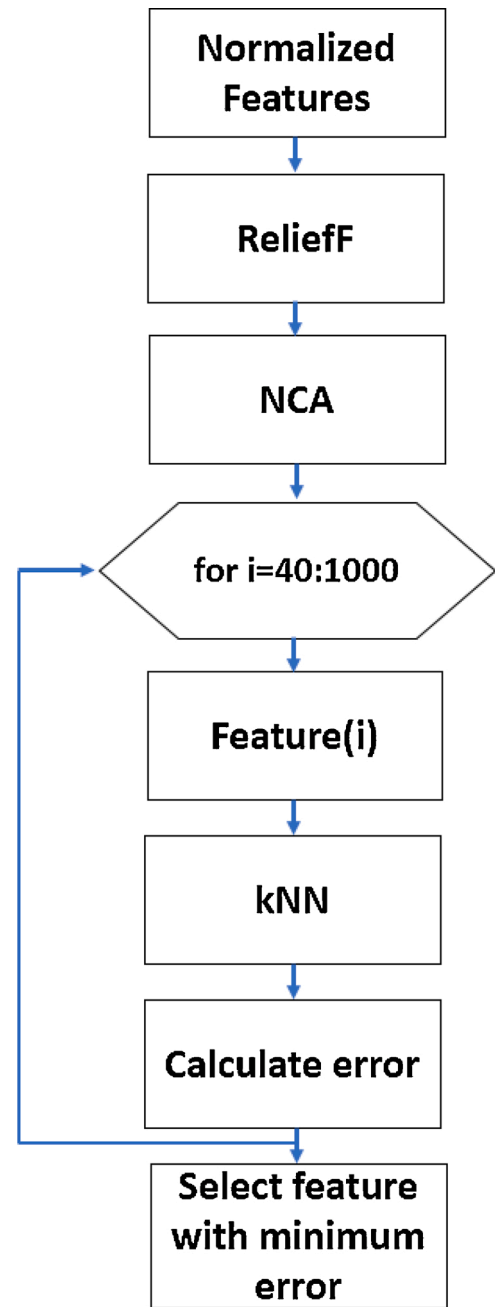 Normalized
Features
ReliefF
NCA
for i=40:1000
Feature(i)
kNN
Calculate error
Select feature
with minimum
error